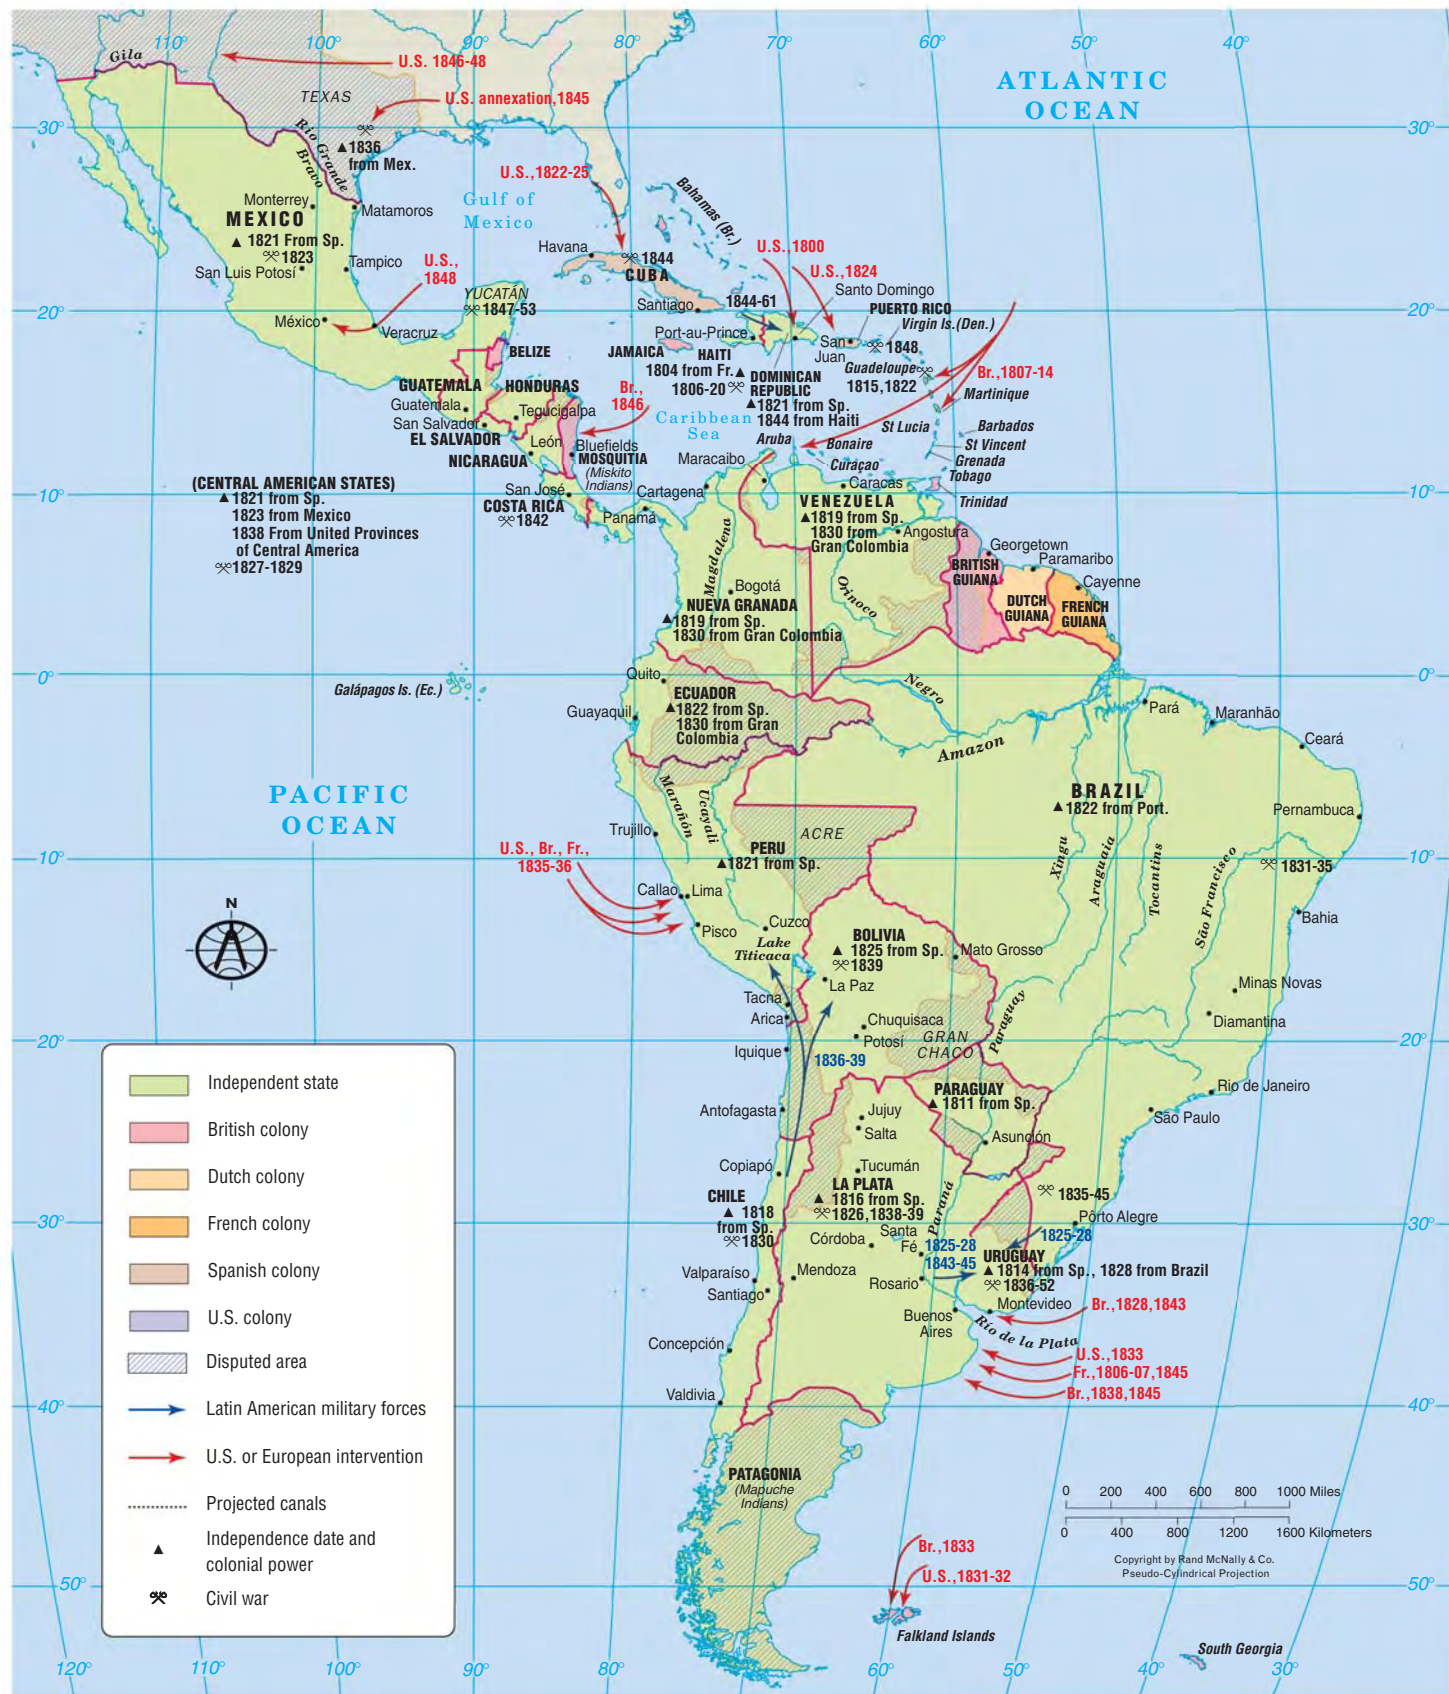 110°
100°
90°
80°
70°
60°
50°
40°
Gila
U.S. 1846-48
ATLANTIC
OCEAN
TEXAS
U.S. annexation,1845
30°
30°
Rio Grande
Bravo
1836
from Mex.
U.S.,1822-25
Bahamas (Br.)
Gulf of
Mexico
Monterrey
Matamoros
MEXICO
1821 From Sp.
1823
San Luis Potosí
Tampico
U.S.,
1848
Havana
1844
CUBA
U.S.,1800
U.S.,1824
Santo Domingo
YUCATÁN
1847-53
Santiago
1844-61
PUERTO RICO
Virgin Is.(Den.)
20°
20°
México
Veracruz
Port-au-Prince
San
Juan
1848
BELIZE
JAMAICA
HAITI
1804 from Fr.
1806-20
DOMINICAN
REPUBLIC
1821 from Sp.
1844 from Haiti
Guadeloupe
1815,1822
Br.,1807-14
Martinique
GUATEMALA
Guatemala
HONDURAS
Tegucigalpa
Br.,
1846
San Salvador
EL SALVADOR
León
Bluefields
NICARAGUA
MOSQUITIA
(Miskito
Indians)
Caribbean
Sea
Aruba
Bonaire
Curaçao
St Lucia
Barbados
St Vincent
Grenada
Tobago
Trinidad
Maracaibo
(CENTRAL AMERICAN STATES)
1821 from Sp.
1823 from Mexico
1838 From United Provinces
of Central America
1827-1829
San José
COSTA RICA
1842
Panamá
Cartagena
Caracas
10°
10°
VENEZUELA
1819 from Sp.
1830 from
Gran Colombia
Angostura
Magdalena
Orinoco
Georgetown
Paramaribo
Cayenne
BRITISH
GUIANA
DUTCH
GUIANA
FRENCH
GUIANA
Bogotá
NUEVA GRANADA
1819 from Sp.
1830 from Gran Colombia
0°
0°
Galápagos Is. (Ec.)
Quito
Guayaquil
ECUADOR
1822 from Sp.
1830 from Gran
Colombia
Negro
Amazon
Pará
Maranhão
Ceará
PACIFIC
OCEAN
Marañón
Ucayali
BRAZIL
1822 from Port.
Pernambuca
Trujillo
ACRE
PERU
1821 from Sp.
U.S., Br., Fr.,
1835-36
Xingu
Araguaia
Tocantins
São Francisco
1831-35
10°
10°
Callao
Lima
Pisco
Cuzco
Lake
Titicaca
Bahia
N
BOLIVIA
1825 from Sp.
1839
Mato Grosso
La Paz
Minas Novas
Diamantina
Tacna
Arica
Chuquisaca
Potosí
GRAN
CHACO
Paraguay
20°
20°
Iquique
1836-39
Rio de Janeiro
São Paulo
Antofagasta
PARAGUAY
1811 from Sp.
Jujuy
Salta
Asunción
Copiapó
Tucumán
LA PLATA
1816 from Sp.
1826,1838-39
CHILE
1818
from Sp.
1830
Paraná
1835-45
Pôrto Alegre
30°
30°
Córdoba
Santa
Fé
1825-28
1843-45
1825-28
URUGUAY
1814 from Sp., 1828 from Brazil
1836-52
Valparaíso
Santiago
Mendoza
Rosario
Buenos
Aires
Montevideo
Br.,1828,1843
Río de la Plata
Concepción
U.S.,1833
Fr.,1806-07,1845
Br.,1838,1845
Valdivia
40°
40°
PATAGONIA
(Mapuche
Indians)
Independent state
British colony
Dutch colony
French colony
Spanish colony
U.S. colony
Disputed area
Latin American military forces
U.S. or European intervention
Projected canals
Independence date and
colonial power
Civil war
0 200 400 600 800 1000 Miles
0 400 800 1200 1600 Kilometers
Copyright by Rand McNally & Co.
Pseudo-Cylindrical Projection
Br.,1833
U.S.,1831-32
50°
50°
Falkland Islands
South Georgia
120°
110°
100°
90°
80°
60°
50°
40°
30°